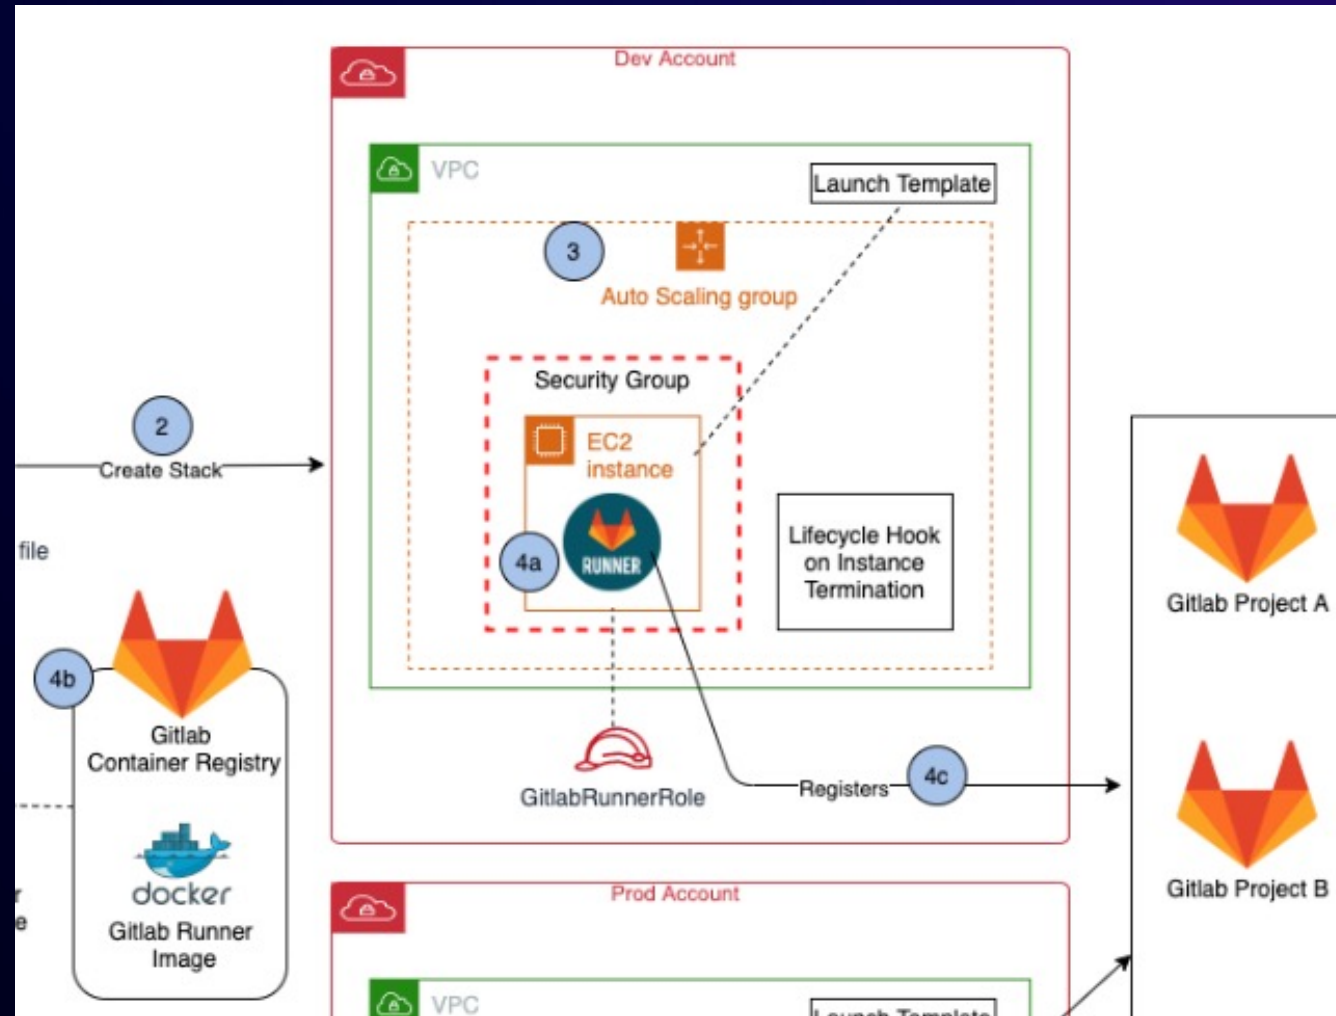 Dev Account
VPC
Launch Template
3
Auto Scaling group
Security Group
2
Create Stack
EC2
instance
4a
RUNNER
Lifecycle Hook
on Instance
Termination
file
4b
Gitlab
Container Registry
docker
Gitlab Runner
Image
GitlabRunnerRole
Registers
4c
Gitlab Project A
Gitlab Project B
r
e
Prod Account
VPC
Launch Template